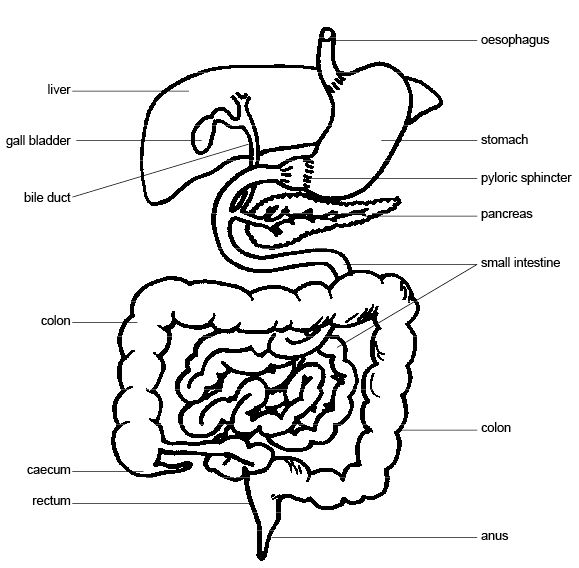 oesophagus
liver
gall bladder
stomach
pyloric sphincter
bile duct
pancreas
small intestine
colon
colon
caecum
rectum
anus